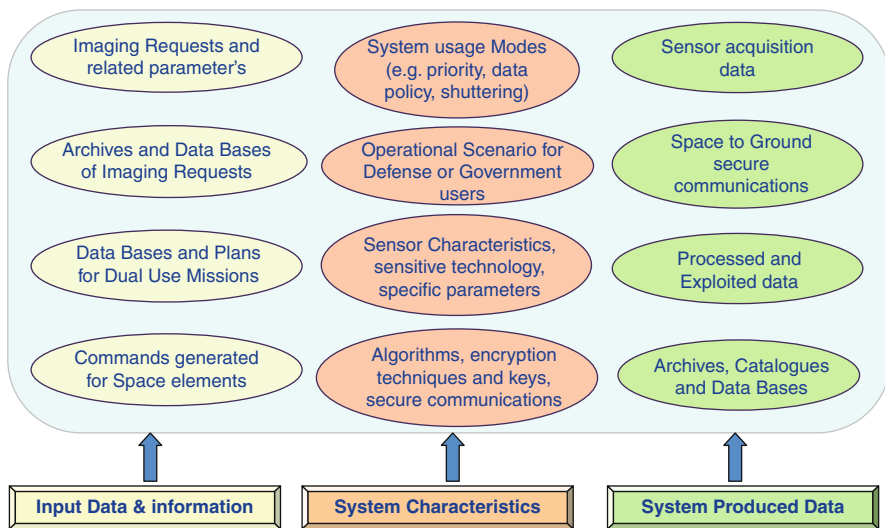 Imaging Requests and
related parameter's
System usage Modes
(e.g. priority, data
policy, shuttering)
Sensor acquisition
data
Archives and Data Bases
of Imaging Requests
Operational Scenario for
Defense or Government
users
Space to Ground
secure
communications
Data Bases and Plans
for Dual Use Missions
Sensor Characteristics,
sensitive technology,
specific parameters
Processed and
Exploited data
Commands generated
for Space elements
Algorithms, encryption
techniques and keys,
secure communications
Archives, Catalogues
and Data Bases
Input Data & information
System Characteristics
System Produced Data